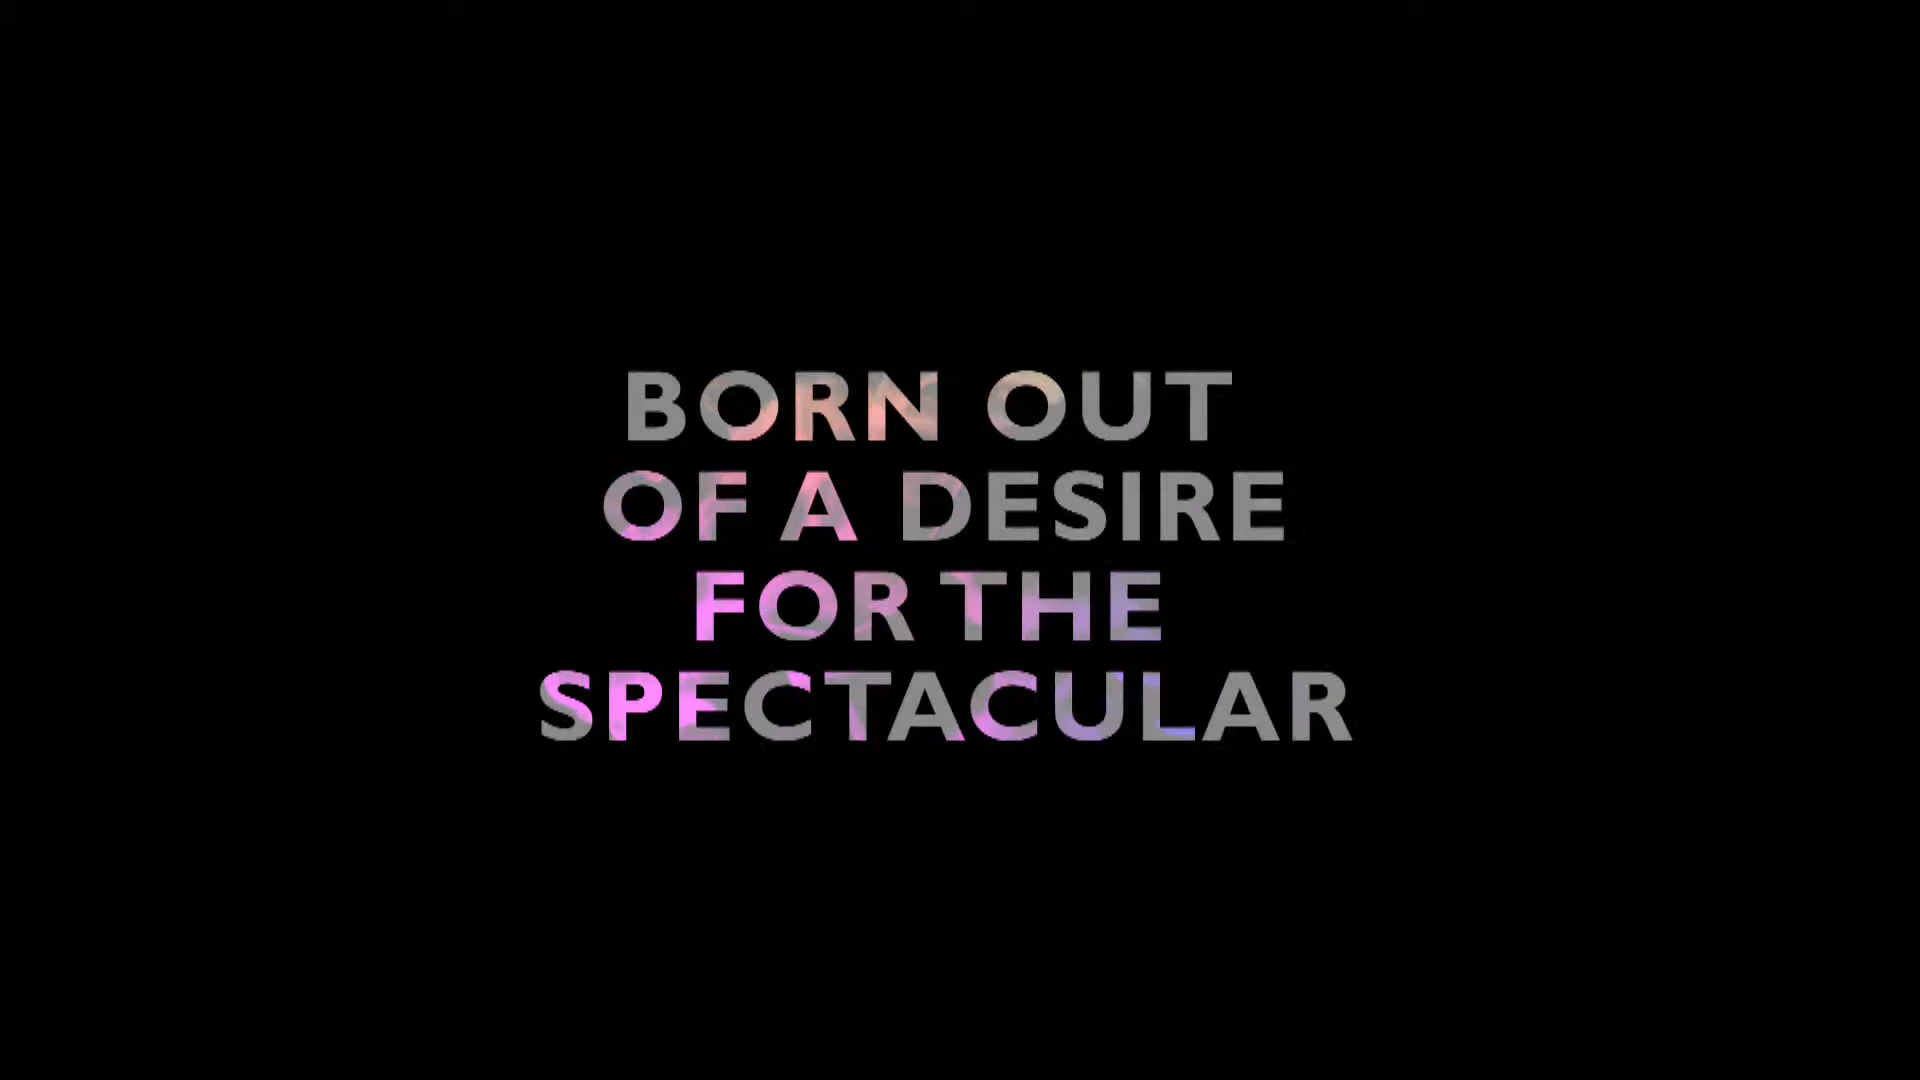 BORN OUT
OF A DESIRE
FOR THE
SPECTACULAR